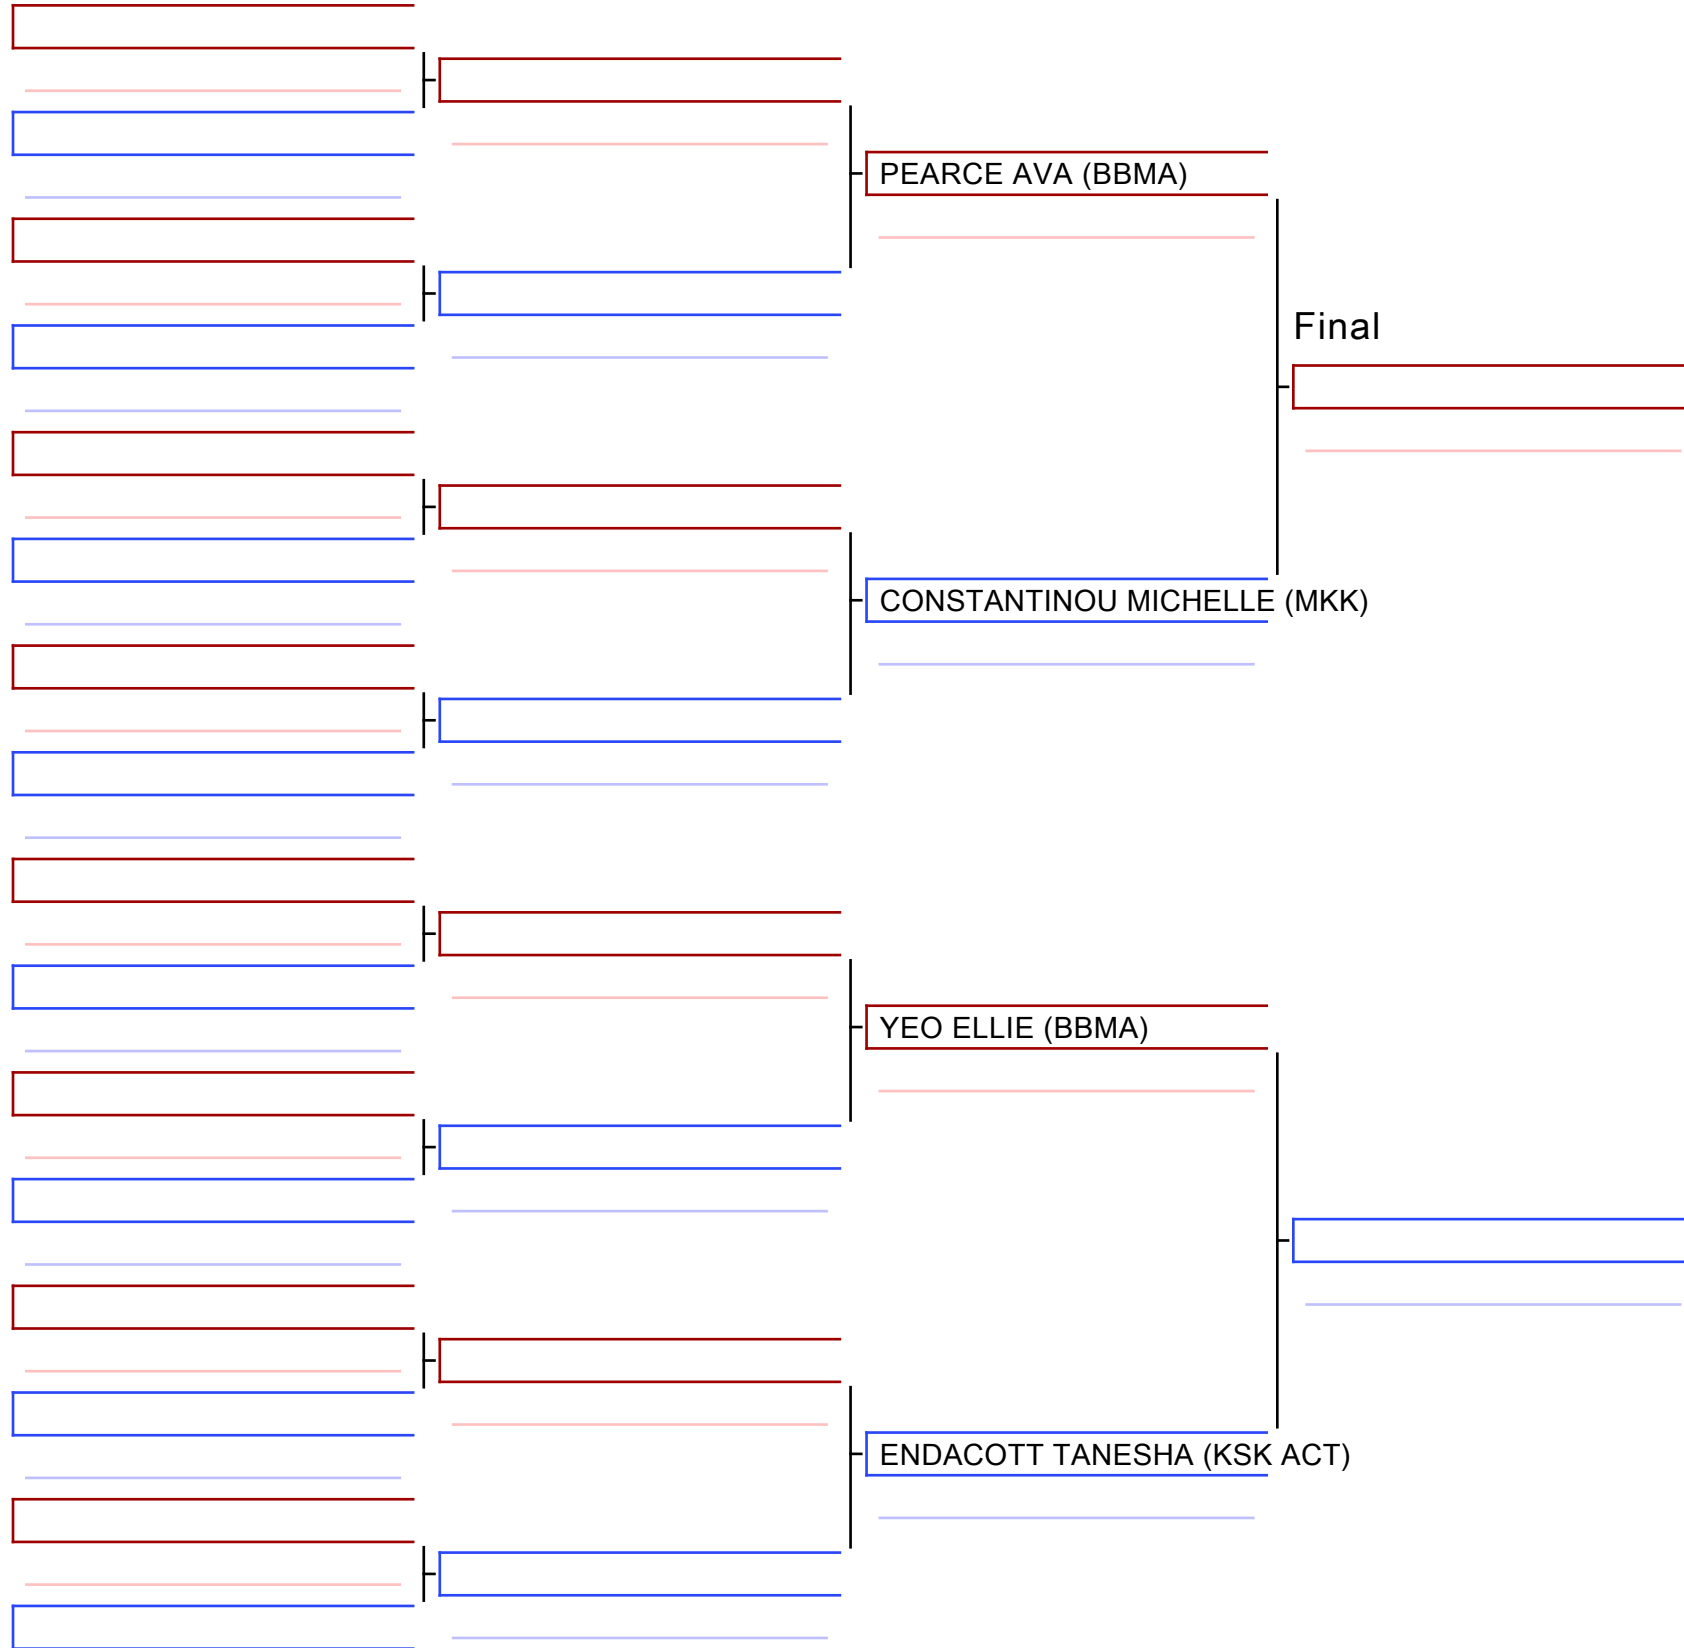 PEARCE AVA (BBMA)
Final
CONSTANTINOU MICHELLE (MKK)
YEO ELLIE (BBMA)
ENDACOTT TANESHA (KSK ACT)